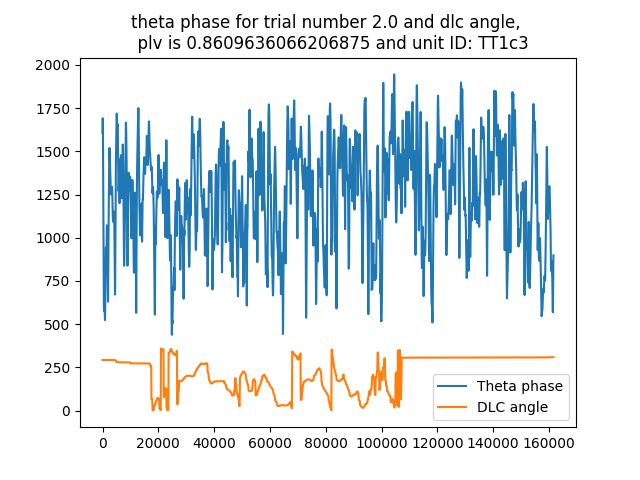 theta phase for trial number 2.0 and dlc angle,
plv is 0.8609636066206875 and unit ID: TT1c3
2000
1750
1500
1250
1000
750
500
250
0
Theta phase
DLC angle
0 20000 40000 60000 80000 100000 120000 140000 160000